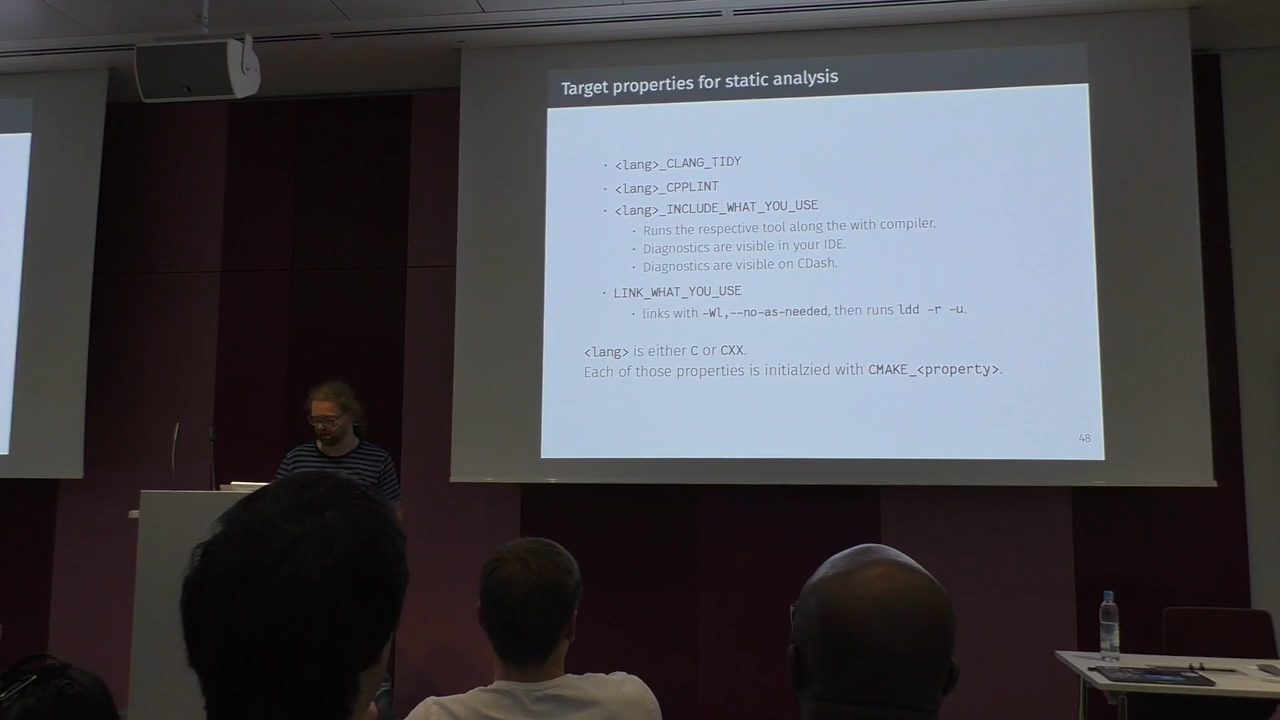 Target properties for static analysis
· <lang>_CLANG_TIDY
· <lang>_CPPLINT
· <lang>_INCLUDE_WHAT_YOU_USE
· Runs the respective tool along the with compiler.
· Diagnostics are visible in your IDE.
· Diagnostics are visible on CDash.
· LINK_WHAT_YOU_USE
· links with -Wl,--no-as-needed, then runs ldd -r -u.
<lang> is either C or CXX.
Each of those properties is initialzied with CMAKE_<property>.
48